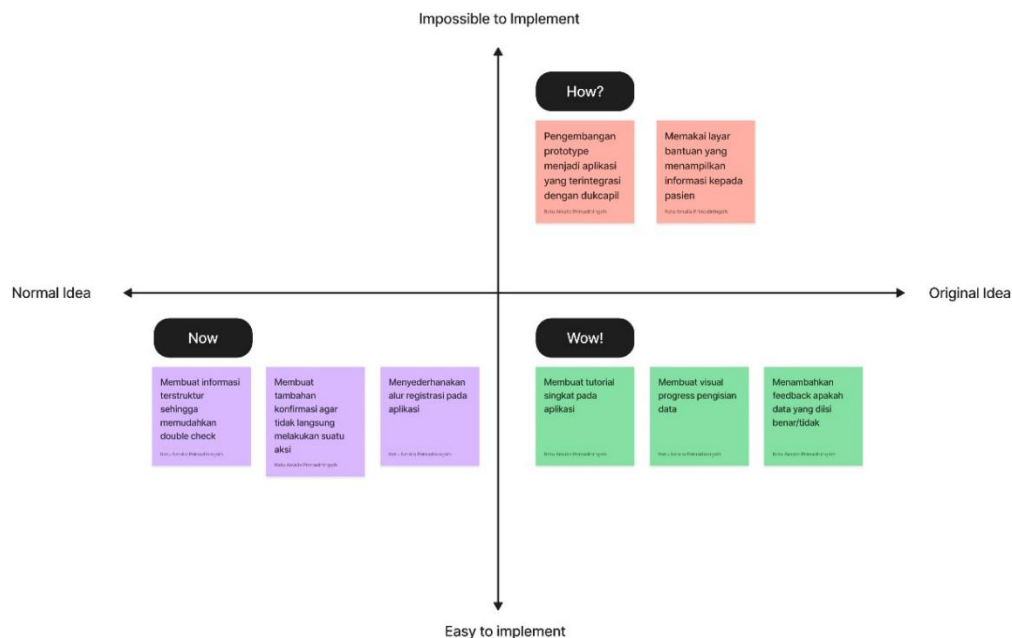 Impossible to Implement
How?
Pengembangan
prototype
menjadi aplikasi
yang terintegrasi
dengan dukcapil
Memakai layar
bantuan yang
menampilkan
informasi kepada
pasien
Normal Idea
Original Idea
Now
Membuat informasi
terstruktur
sehingga
memudahkan
double check
Membuat
tambahan
konfirmasi agar
tidak langsung
melakukan suatu
aksi
Menyederhanakan
alur registrasi pada
aplikasi
Wow!
Membuat tutorial
singkat pada
aplikasi
Membuat visual
progress pengisian
data
Menambahkan
feedback apakah
data yang diisi
benar/tidak
Easy to implement